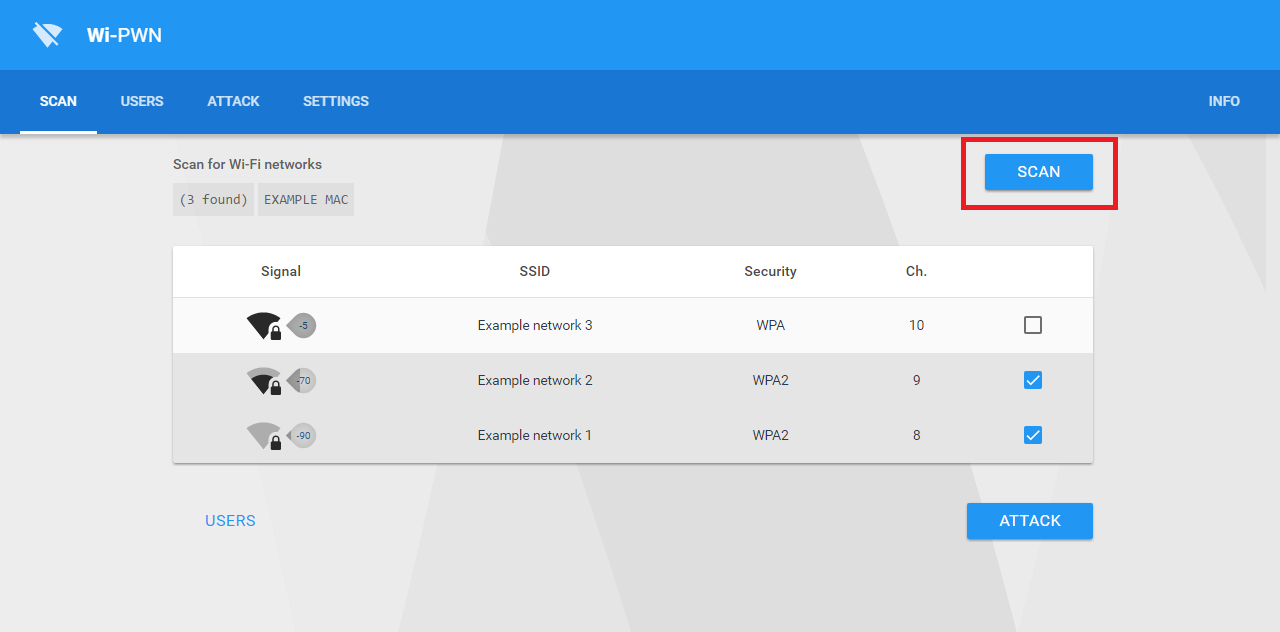 Wi-PWN
SCAN USERS ATTACK SETTINGS INFO
Scan for Wi-Fi networks
SCAN
(3 found) EXAMPLE MAC
Signal SSID Security Ch.
-5 Example network 3 WPA 10
-70 Example network 2 WPA2 9
-90 Example network 1 WPA2 8
USERS ATTACK